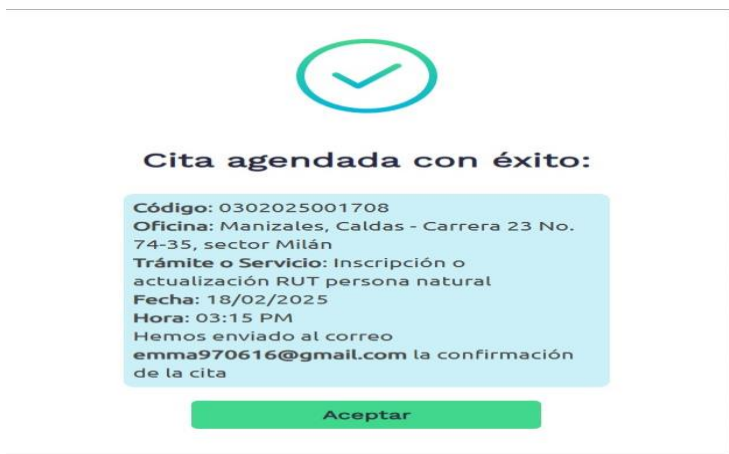 Cita agendada con éxito:
Código: 0302025001708
Oficina: Manizales, Caldas - Carrera 23 No.
74-35, sector Milán
Trámite o Servicio: Inscripción o
actualización RUT persona natural
Fecha: 18/02/2025
Hora: 03:15 PM
Hemos enviado al correo
emma970616@gmail.com la confirmación
de la cita
Aceptar